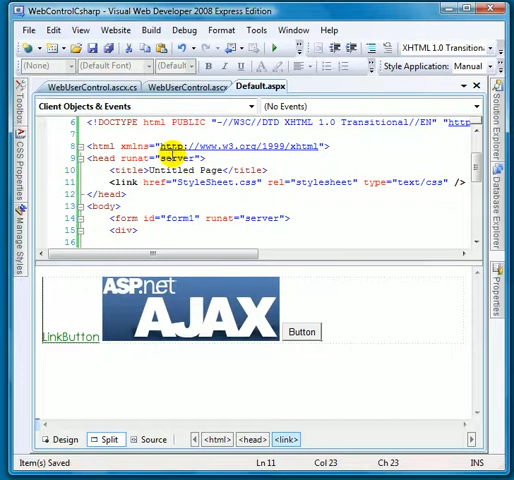 WebControlCsharp - Visual Web Developer 2008 Express Edition
File Edit View Website Build Debug Format Tools Window Help
XHTML 1.0 Transition
(None) (Default Font) (Default Style Application: Manual
WebUserControl.ascx.cs WebUserControl.ascx Default.aspx
Client Objects & Events (No Events)
6 <!DOCTYPE html PUBLIC "-//W3C//DTD XHTML 1.0 Transitional//EN" "http
7
8 <html xmlns="http://www.w3.org/1999/xhtml">
9 <head runat="server">
10 <title>Untitled Page</title>
11 <link href="StyleSheet.css" rel="stylesheet" type="text/css" />
12 </head>
13 <body>
14 <form id="form1" runat="server">
15 <div>
16
Toolbox
CSS Properties
Manage Styles
Solution Explorer
Database Explorer
Properties
ASP.net
AJAX
LinkButton
Button
Design Split Source <html> <head> <link>
Item(s) Saved Ln 11 Col 23 Ch 23 INS